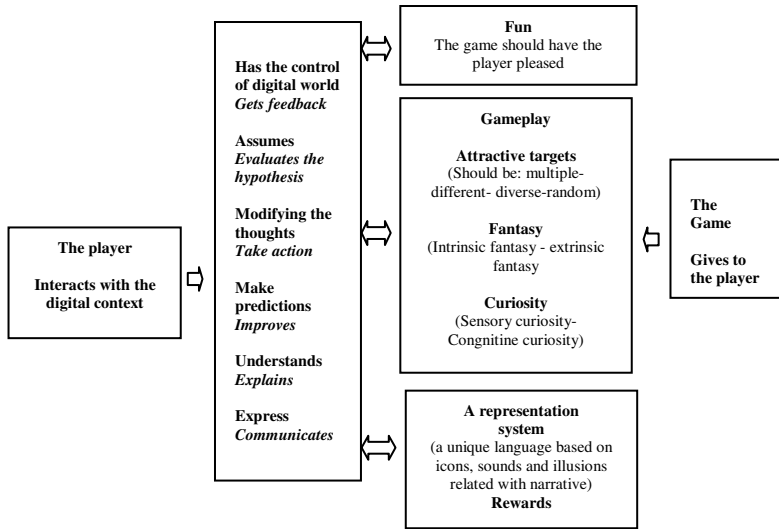 The player
Interacts with the
digital context
Has the control
of digital world
Gets feedback
Assumes
Evaluates the
hypothesis
Modifying the
thoughts
Take action
Make
predictions
Improves
Understands
Explains
Express
Communicates
Fun
The game should have the
player pleased
Gameplay
Attractive targets
(Should be: multiple-
different- diverse-random)
Fantasy
(Intrinsic fantasy - extrinsic
fantasy
Curiosity
(Sensory curiosity-
Congnitine curiosity)
A representation
system
(a unique language based on
icons, sounds and illusions
related with narrative)
Rewards
The
Game
Gives to
the player